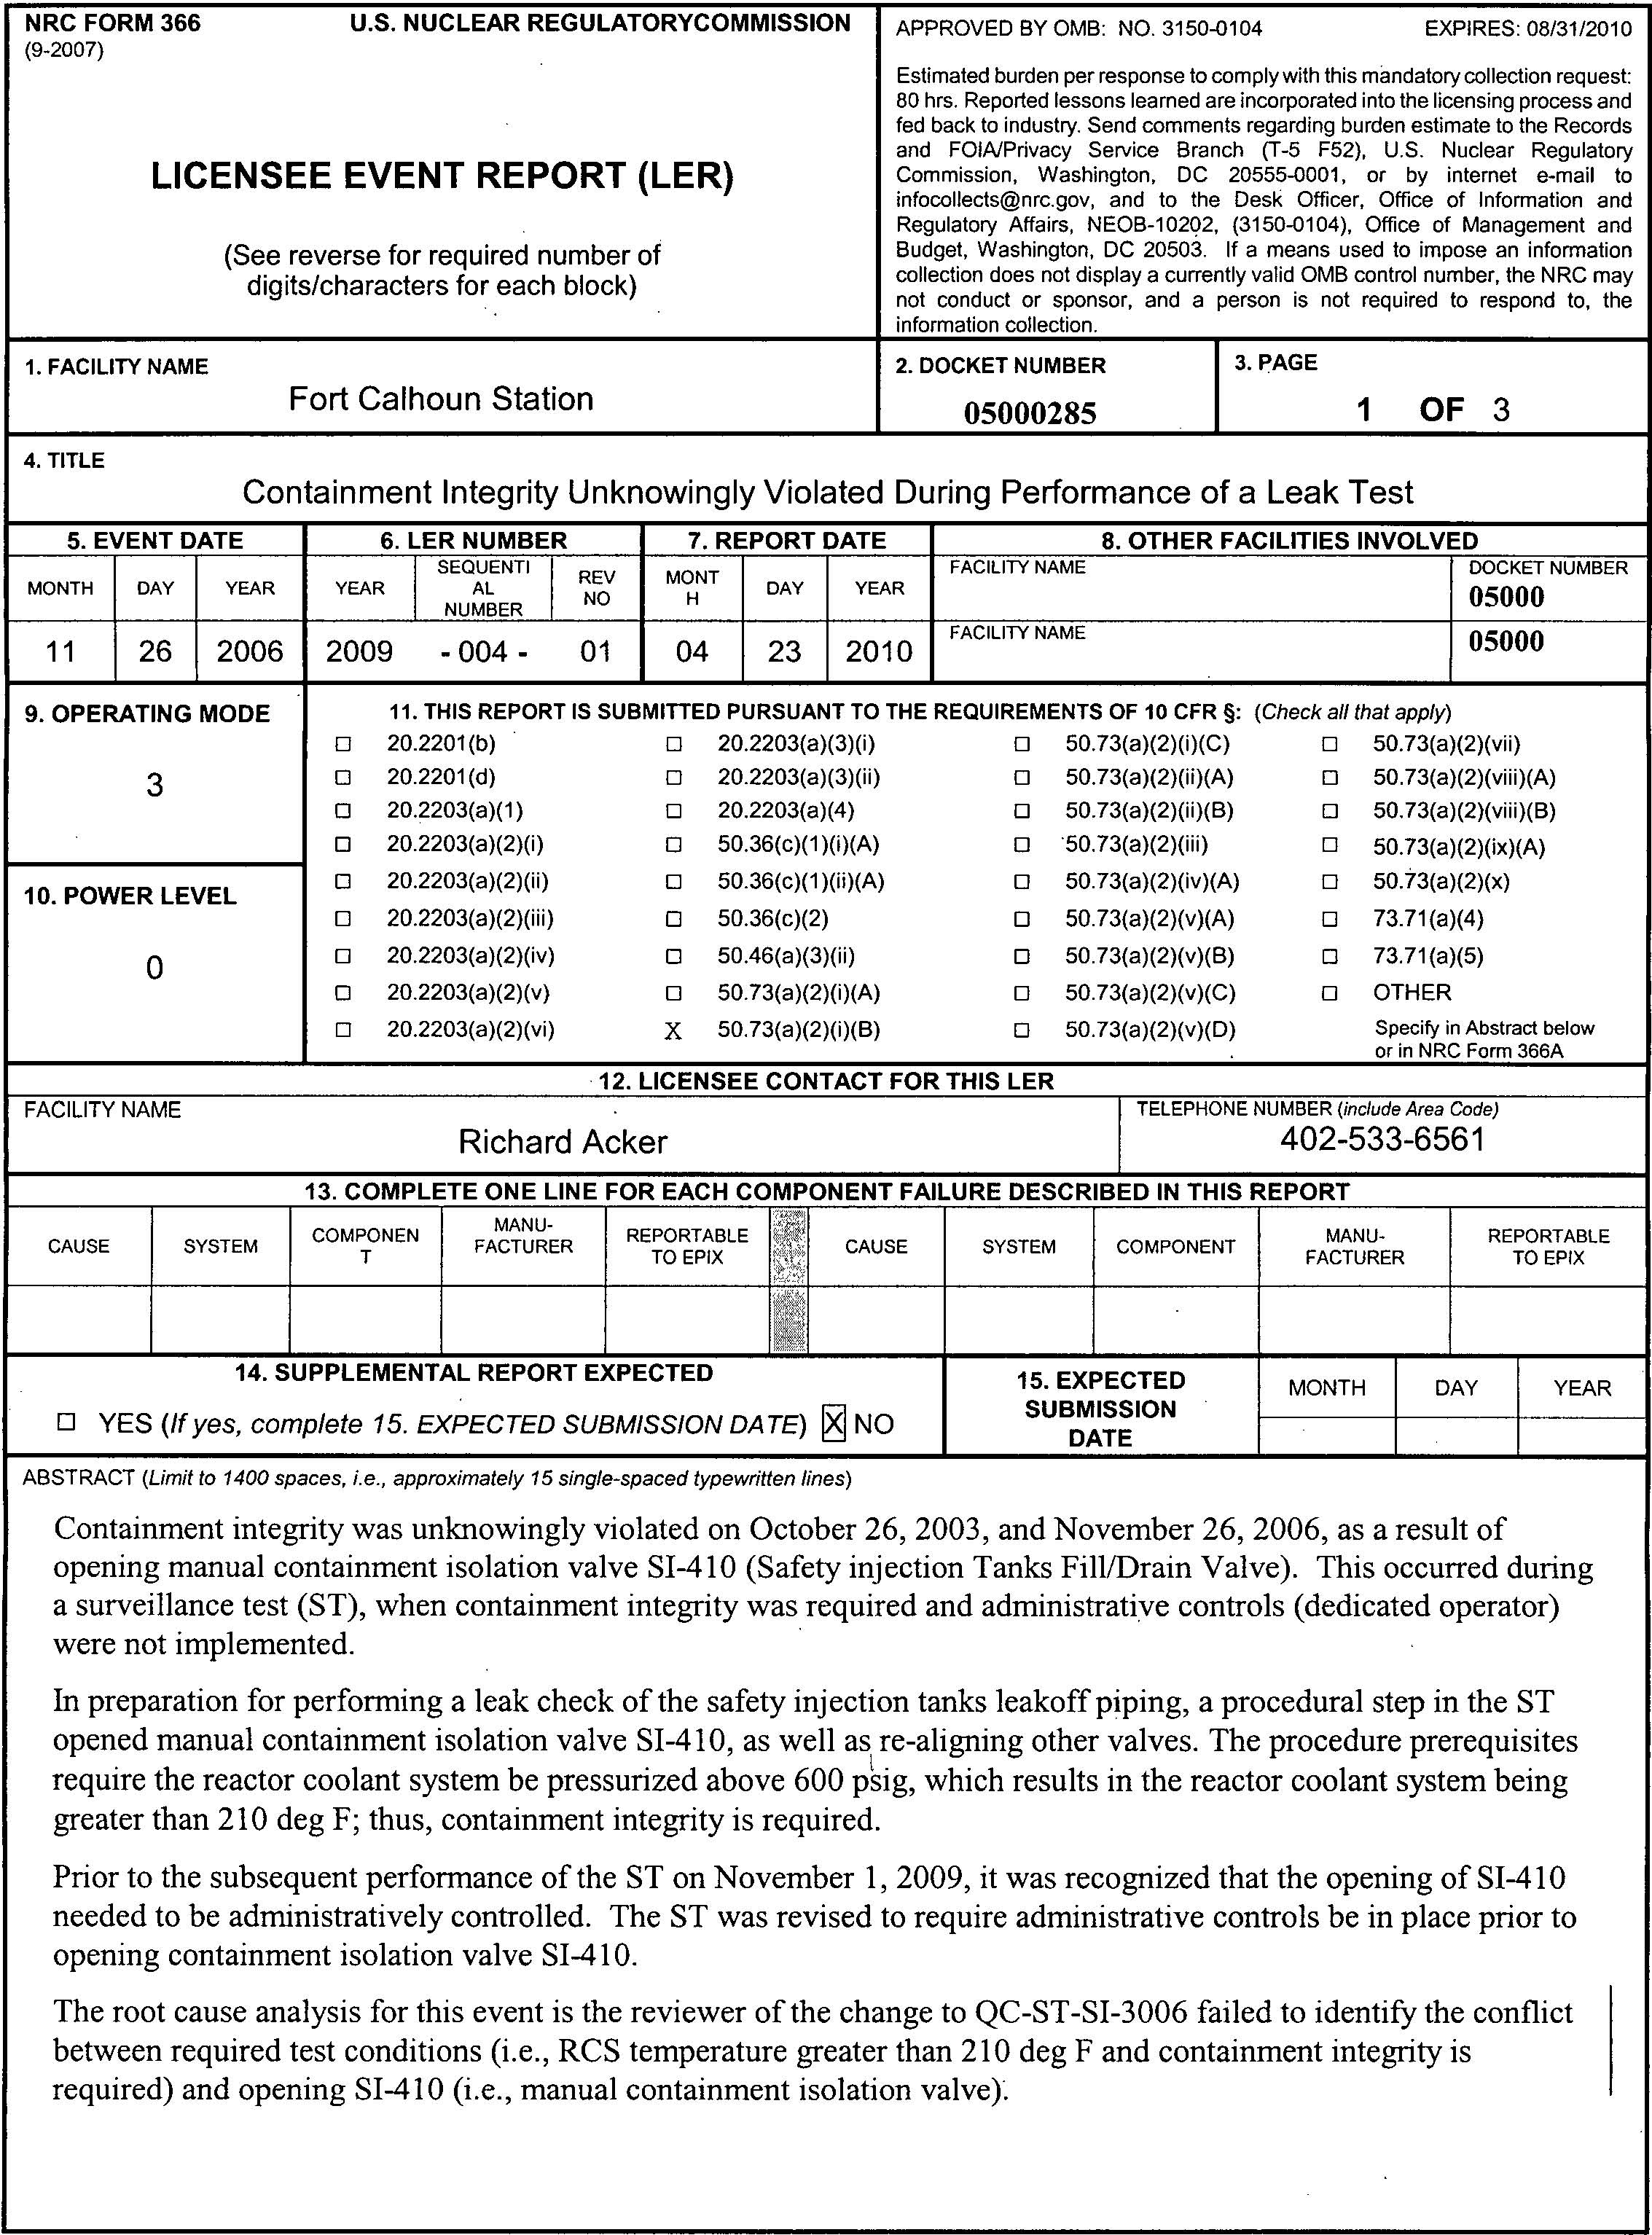 NRC FORM 366 U.S. NUCLEAR REGULATORYCOMMISSION
(9-2007)
LICENSEE EVENT REPORT (LER)
(See reverse for required number of
digits/characters for each block)
APPROVED BY OMB: NO. 3150-0104 EXPIRES: 08/31/2010
Estimated burden per response to comply with this mandatory collection request:
80 hrs. Reported lessons learned are incorporated into the licensing process and
fed back to industry. Send comments regarding burden estimate to the Records
and FOIA/Privacy Service Branch (T-5 F52), U.S. Nuclear Regulatory
Commission, Washington, DC 20555-0001, or by internet e-mail to
infocollects@nrc.gov, and to the Desk Officer, Office of Information and
Regulatory Affairs, NEOB-10202, (3150-0104), Office of Management and
Budget, Washington, DC 20503. If a means used to impose an information
collection does not display a currently valid OMB control number, the NRC may
not conduct or sponsor, and a person is not required to respond to, the
information collection.
1. FACILITY NAME
Fort Calhoun Station
2. DOCKET NUMBER
05000285
3. PAGE
1 OF 3
4. TITLE
Containment Integrity Unknowingly Violated During Performance of a Leak Test
5. EVENT DATE 6. LER NUMBER 7. REPORT DATE 8. OTHER FACILITIES INVOLVED
MONTH DAY YEAR YEAR SEQUENTI
AL
NUMBER REV
NO MONT
H DAY YEAR
FACILITY NAME DOCKET NUMBER
05000
11 26 2006 2009 - 004 - 01 04 23 2010
FACILITY NAME 05000
9. OPERATING MODE
3
10. POWER LEVEL
0
11. THIS REPORT IS SUBMITTED PURSUANT TO THE REQUIREMENTS OF 10 CFR §: (Check all that apply)
☐ 20.2201(b) ☐ 20.2203(a)(3)(i) ☐ 50.73(a)(2)(i)(C) ☐ 50.73(a)(2)(vii)
☐ 20.2201(d) ☐ 20.2203(a)(3)(ii) ☐ 50.73(a)(2)(ii)(A) ☐ 50.73(a)(2)(viii)(A)
☐ 20.2203(a)(1) ☐ 20.2203(a)(4) ☐ 50.73(a)(2)(ii)(B) ☐ 50.73(a)(2)(viii)(B)
☐ 20.2203(a)(2)(i) ☐ 50.36(c)(1)(i)(A) ☐ 50.73(a)(2)(iii) ☐ 50.73(a)(2)(ix)(A)
☐ 20.2203(a)(2)(ii) ☐ 50.36(c)(1)(ii)(A) ☐ 50.73(a)(2)(iv)(A) ☐ 50.73(a)(2)(x)
☐ 20.2203(a)(2)(iii) ☐ 50.36(c)(2) ☐ 50.73(a)(2)(v)(A) ☐ 73.71(a)(4)
☐ 20.2203(a)(2)(iv) ☐ 50.46(a)(3)(ii) ☐ 50.73(a)(2)(v)(B) ☐ 73.71(a)(5)
☐ 20.2203(a)(2)(v) ☐ 50.73(a)(2)(i)(A) ☐ 50.73(a)(2)(v)(C) ☐ OTHER
☐ 20.2203(a)(2)(vi) X 50.73(a)(2)(i)(B) ☐ 50.73(a)(2)(v)(D) Specify in Abstract below
or in NRC Form 366A
12. LICENSEE CONTACT FOR THIS LER
FACILITY NAME
Richard Acker
TELEPHONE NUMBER (include Area Code)
402-533-6561
13. COMPLETE ONE LINE FOR EACH COMPONENT FAILURE DESCRIBED IN THIS REPORT
CAUSE SYSTEM COMPONEN
T MANU-
FACTURER REPORTABLE
TO EPIX CAUSE SYSTEM COMPONENT MANU-
FACTURER REPORTABLE
TO EPIX
14. SUPPLEMENTAL REPORT EXPECTED
☐ YES (If yes, complete 15. EXPECTED SUBMISSION DATE) ☒ NO
15. EXPECTED
SUBMISSION
DATE
MONTH DAY YEAR
ABSTRACT (Limit to 1400 spaces, i.e., approximately 15 single-spaced typewritten lines)
Containment integrity was unknowingly violated on October 26, 2003, and November 26, 2006, as a result of
opening manual containment isolation valve SI-410 (Safety injection Tanks Fill/Drain Valve). This occurred during
a surveillance test (ST), when containment integrity was required and administrative controls (dedicated operator)
were not implemented.
In preparation for performing a leak check of the safety injection tanks leakoff piping, a procedural step in the ST
opened manual containment isolation valve SI-410, as well as re-aligning other valves. The procedure prerequisites
require the reactor coolant system be pressurized above 600 psig, which results in the reactor coolant system being
greater than 210 deg F; thus, containment integrity is required.
Prior to the subsequent performance of the ST on November 1, 2009, it was recognized that the opening of SI-410
needed to be administratively controlled. The ST was revised to require administrative controls be in place prior to
opening containment isolation valve SI-410.
The root cause analysis for this event is the reviewer of the change to QC-ST-SI-3006 failed to identify the conflict
between required test conditions (i.e., RCS temperature greater than 210 deg F and containment integrity is
required) and opening SI-410 (i.e., manual containment isolation valve).